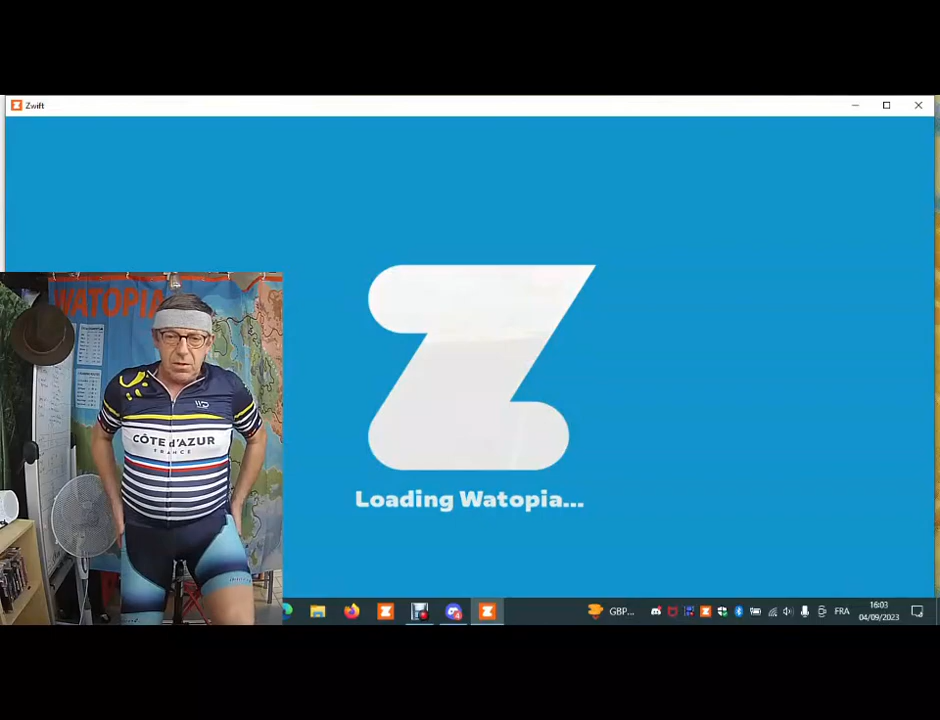 Zwift
WATOPIA
CÔTE d'AZUR
FRANCE
Loading Watopia...
GBP...
FRA
16:03
04/09/2023